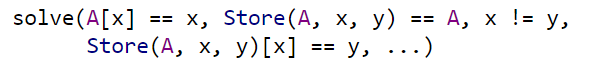 solve(A[x] == x, Store(A, x, y) == A, x != y,
Store(A, x, y)[x] == y, ...)